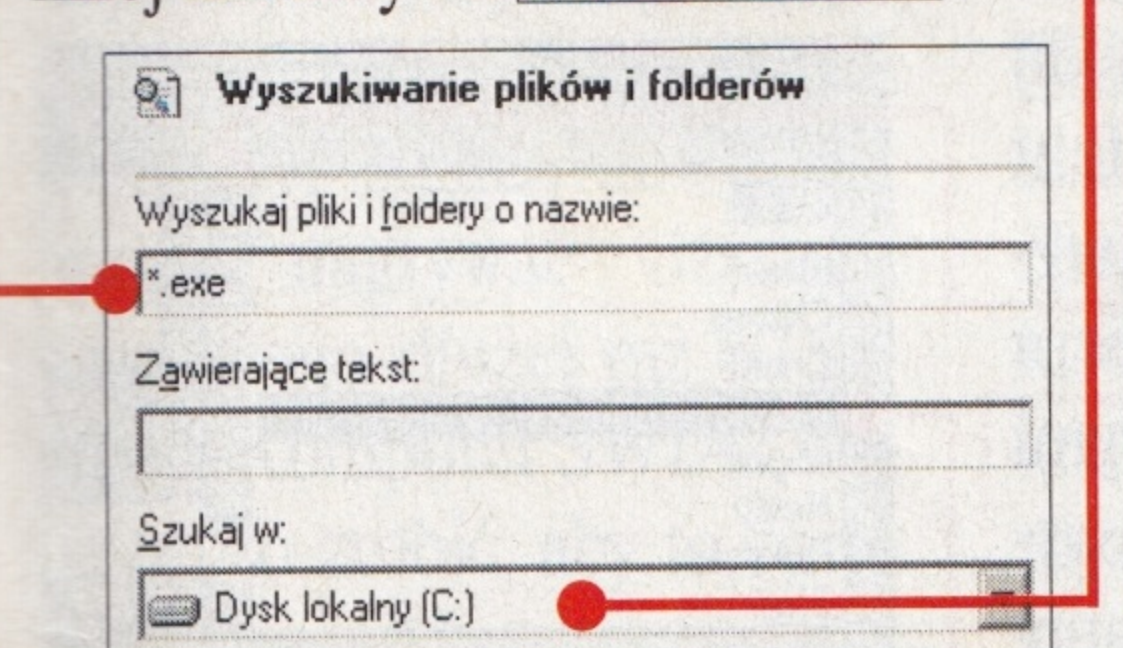 Wyszukiwanie plików i folderów
Wyszukaj pliki i foldery o nazwie:
*.exe
Zawierające tekst:
Szukaj w:
Dysk lokalny (C:)